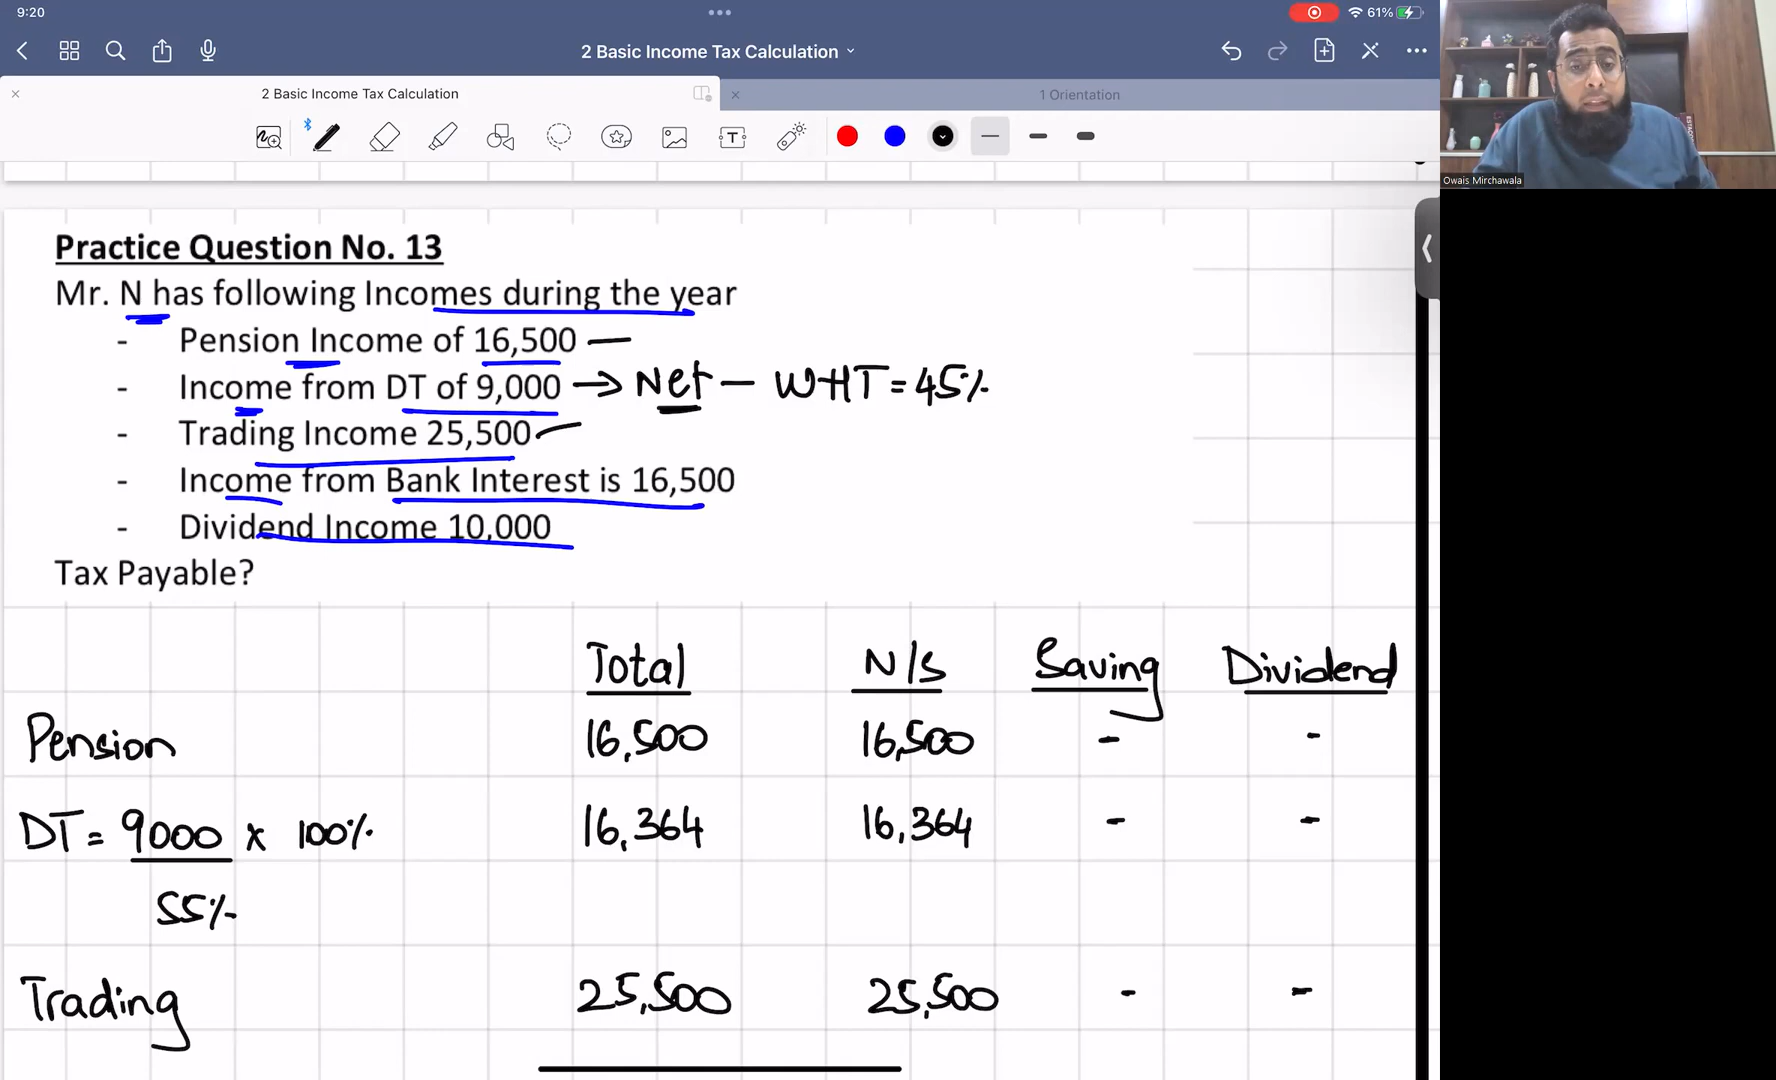 9:20
61%
2 Basic Income Tax Calculation
2 Basic Income Tax Calculation
1 Orientation
T
Owais Mirchawala
Practice Question No. 13
Mr. N has following Incomes during the year
- Pension Income of 16,500
- Income from DT of 9,000 → Net - WHT = 45%
- Trading Income 25,500
- Income from Bank Interest is 16,500
- Dividend Income 10,000
Tax Payable?
Total N/S Saving Dividend
Pension 16,500 16,500 - -
DT = 9000 x 100% 16,364 16,364 - -
55%
Trading 25,500 25,500 - -